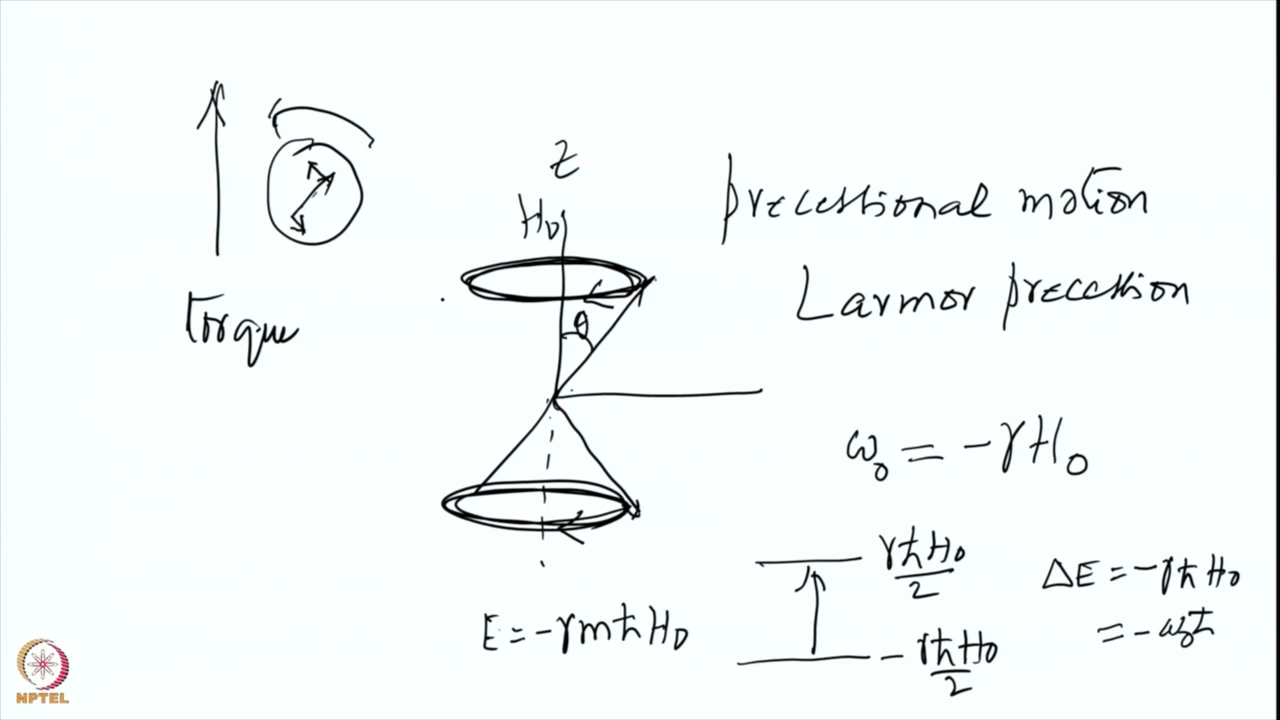 Z
H₀
precessional motion
Larmor precession
torque
θ
ω₀ = -γH₀
γħH₀/2
ΔE = -γħH₀
= -ω₀ħ
E = -γmħH₀
- γħH₀/2
NPTEL